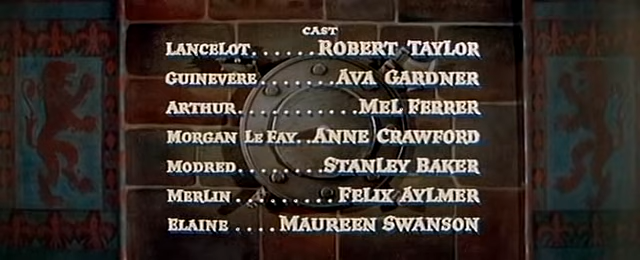 CAST
LANCELOT......ROBERT TAYLOR
GUINEVERE.......AVA GARDNER
ARTHUR...........MEL FERRER
MORGAN LE FAY..ANNE CRAWFORD
MODRED........STANLEY BAKER
MERLIN.........FELIX AYLMER
ELAINE....MAUREEN SWANSON